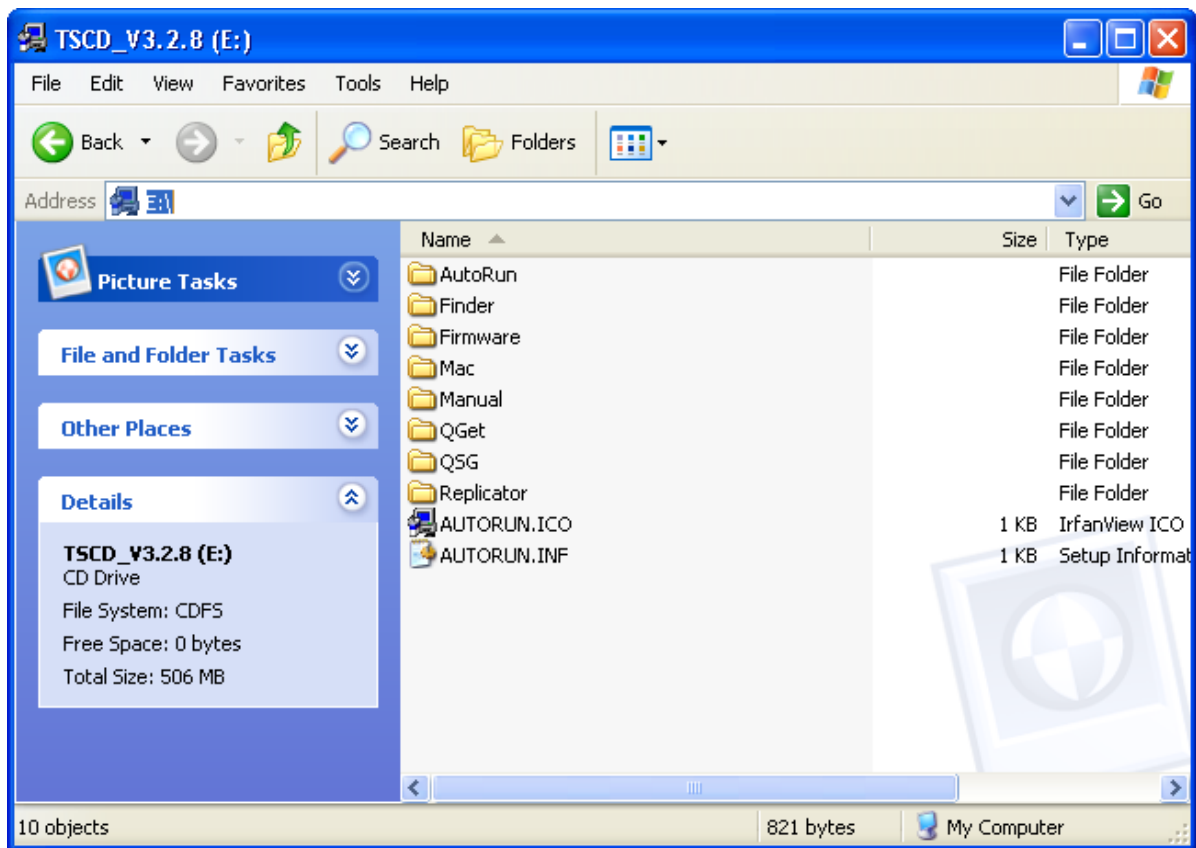 TSCD_V3.2.8 (E:)
File Edit View Favorites Tools Help
Back Search Folders
Address E:\ Go
Picture Tasks
File and Folder Tasks
Other Places
Details
TSCD_V3.2.8 (E:)
CD Drive
File System: CDFS
Free Space: 0 bytes
Total Size: 506 MB
Name Size Type
AutoRun File Folder
Finder File Folder
Firmware File Folder
Mac File Folder
Manual File Folder
QGet File Folder
QSG File Folder
Replicator File Folder
AUTORUN.ICO 1 KB IrfanView ICO
AUTORUN.INF 1 KB Setup Informat
10 objects 821 bytes My Computer